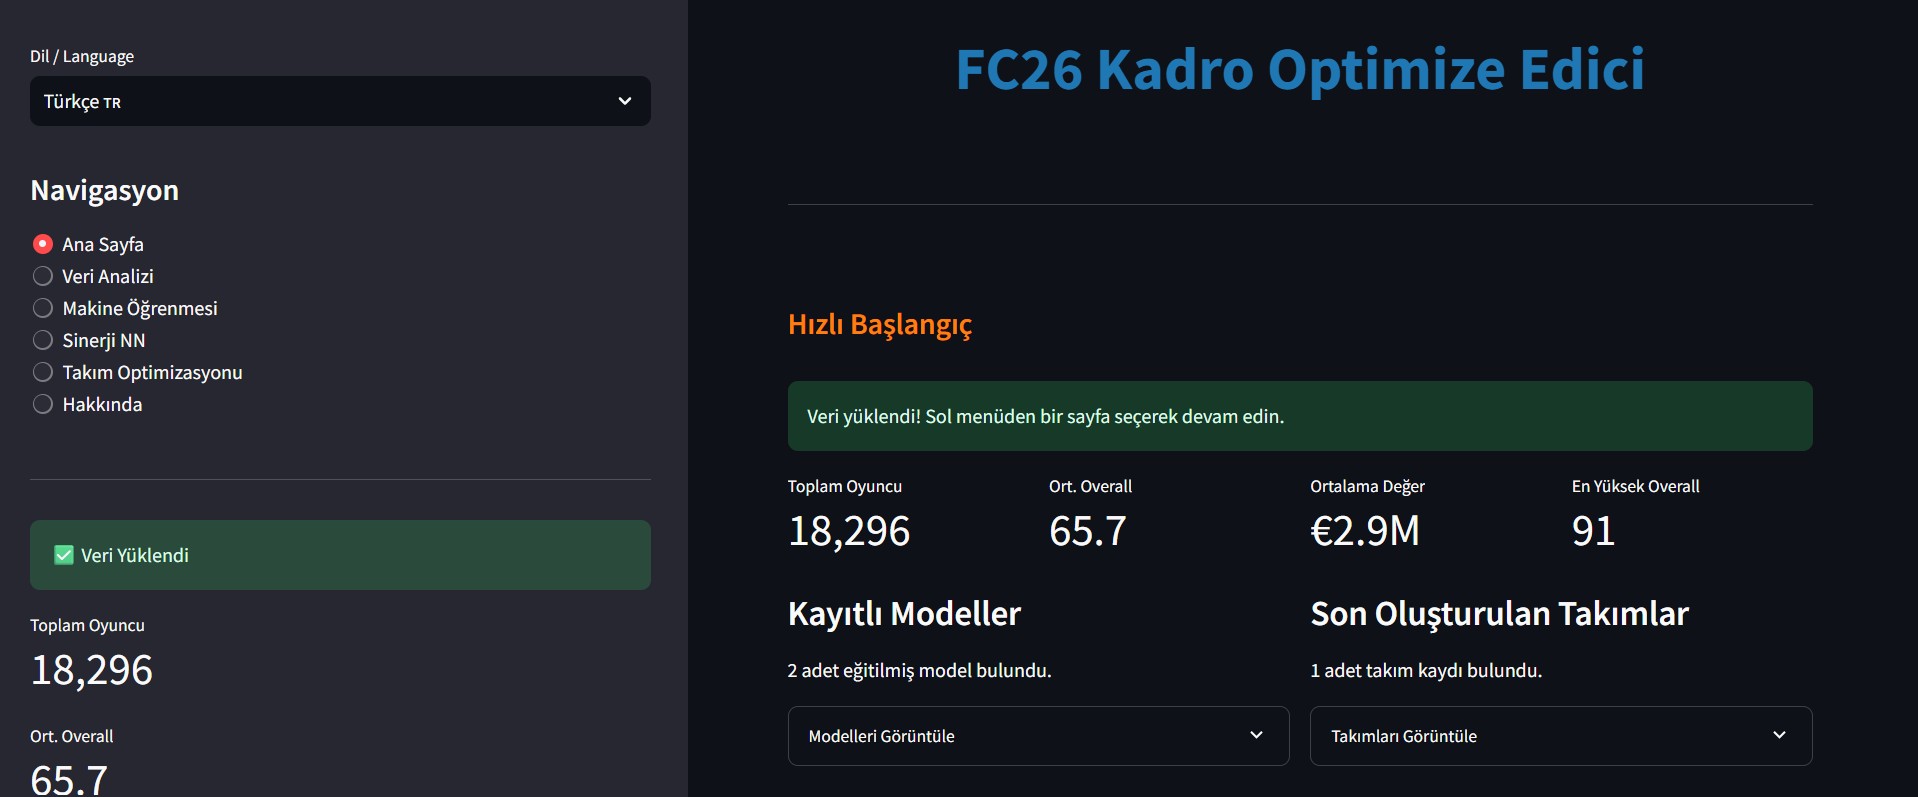 Dil / Language
Türkçe TR
Navigasyon
Ana Sayfa
Veri Analizi
Makine Öğrenmesi
Sinerji NN
Takım Optimizasyonu
Hakkında
✅ Veri Yüklendi
Toplam Oyuncu
18,296
Ort. Overall
65.7
FC26 Kadro Optimize Edici
Hızlı Başlangıç
Veri yüklendi! Sol menüden bir sayfa seçerek devam edin.
Toplam Oyuncu
18,296
Ort. Overall
65.7
Ortalama Değer
€2.9M
En Yüksek Overall
91
Kayıtlı Modeller
2 adet eğitilmiş model bulundu.
Modelleri Görüntüle
Son Oluşturulan Takımlar
1 adet takım kaydı bulundu.
Takımları Görüntüle